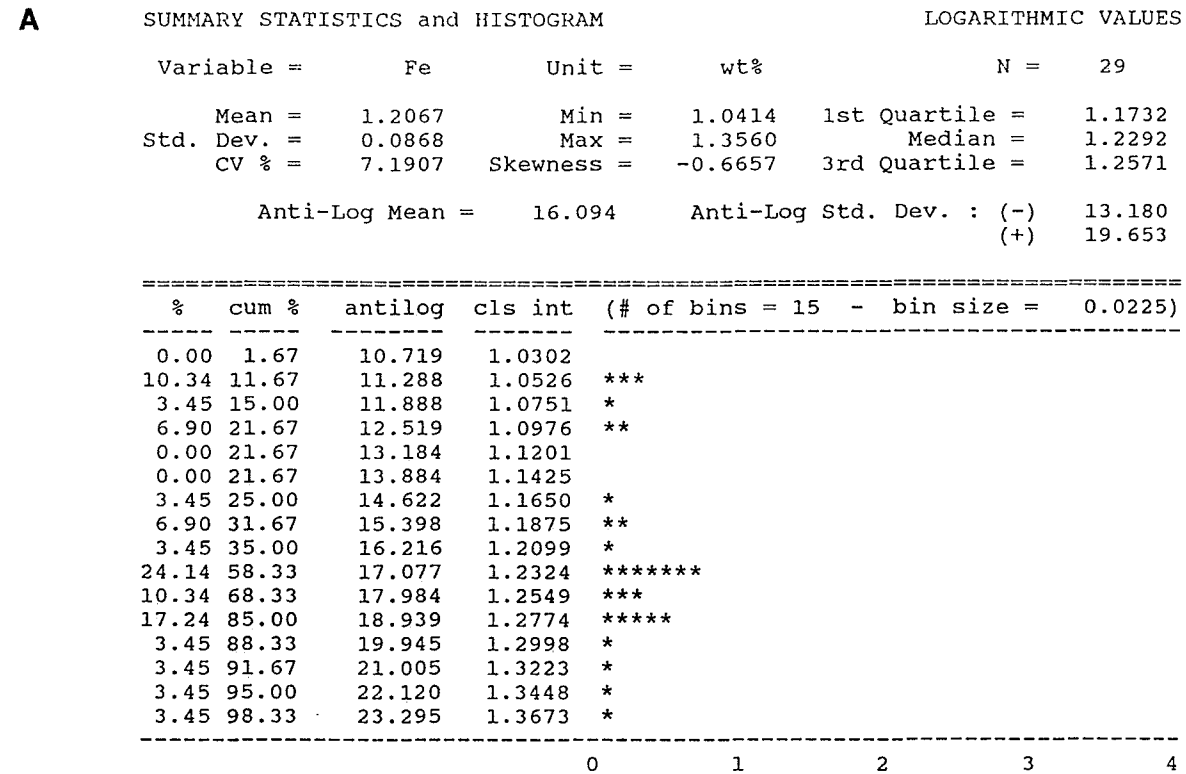 A SUMMARY STATISTICS and HISTOGRAM LOGARITHMIC VALUES
Variable = Fe Unit = wt% N = 29
Mean = 1.2067 Min = 1.0414 1st Quartile = 1.1732
Std. Dev. = 0.0868 Max = 1.3560 Median = 1.2292
CV % = 7.1907 Skewness = -0.6657 3rd Quartile = 1.2571
Anti-Log Mean = 16.094 Anti-Log Std. Dev. : (-) 13.180
(+) 19.653
% cum % antilog cls int (# of bins = 15 - bin size = 0.0225)
0.00 1.67 10.719 1.0302
10.34 11.67 11.288 1.0526 ***
3.45 15.00 11.888 1.0751 *
6.90 21.67 12.519 1.0976 **
0.00 21.67 13.184 1.1201
0.00 21.67 13.884 1.1425
3.45 25.00 14.622 1.1650 *
6.90 31.67 15.398 1.1875 **
3.45 35.00 16.216 1.2099 *
24.14 58.33 17.077 1.2324 *******
10.34 68.33 17.984 1.2549 ***
17.24 85.00 18.939 1.2774 *****
3.45 88.33 19.945 1.2998 *
3.45 91.67 21.005 1.3223 *
3.45 95.00 22.120 1.3448 *
3.45 98.33 23.295 1.3673 *
0 1 2 3 4